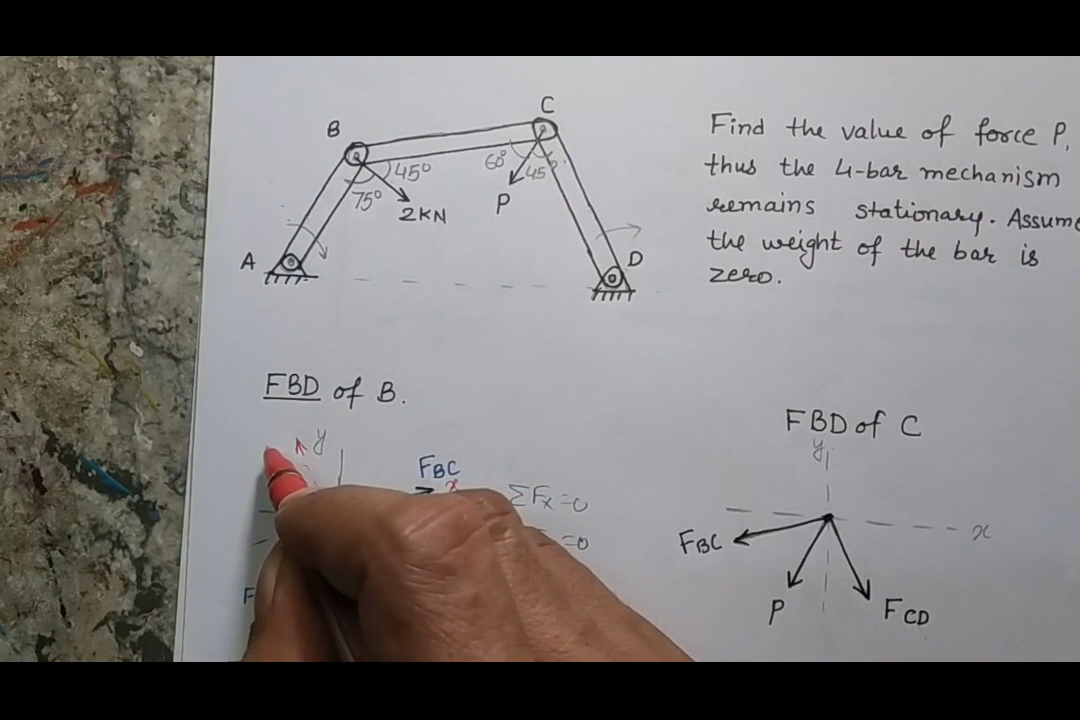 B
C
45°
60°
45°
75°
2KN
P
A
D
Find the value of force P,
thus the 4-bar mechanism
remains stationary. Assume
the weight of the bar is
zero.
FBD of B.
y
FBC
x
ΣFx=0
=0
F
FBD of C
y
x
FBC
P
FCD